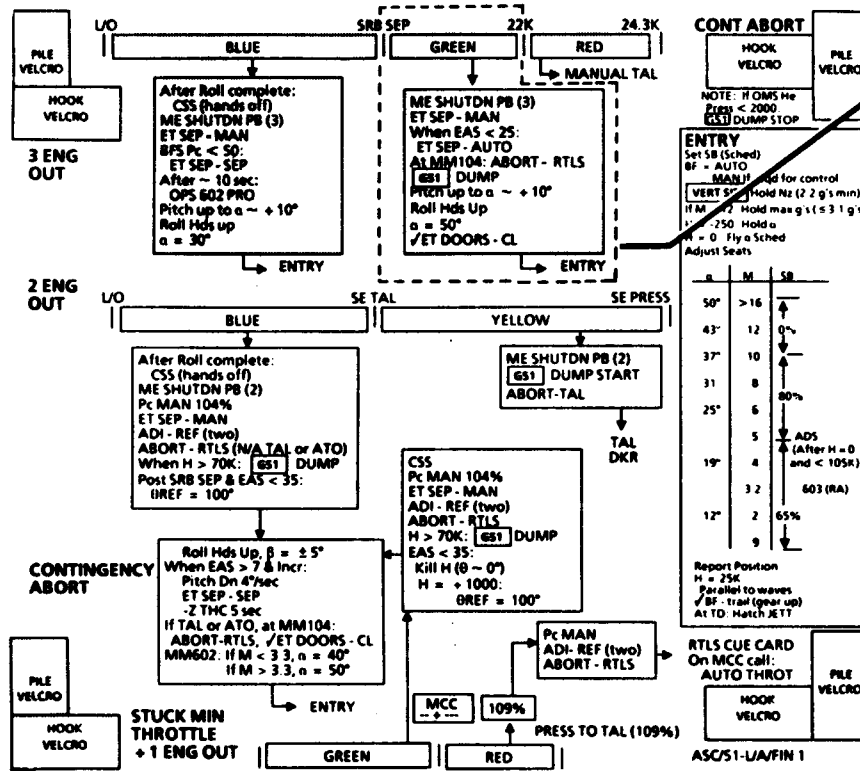 L/O SRB SEP 22K 24.3K
BLUE GREEN RED
MANUAL TAL
PILE VELCRO
HOOK VELCRO
3 ENG OUT
After Roll complete:
CSS (hands off)
ME SHUTDN PB (3)
ET SEP - MAN
BFS Pc < 50:
ET SEP - SEP
After ~ 10 sec:
OPS 602 PRO
Pitch up to α ~ + 10°
Roll Hds up
α = 30°
ENTRY
ME SHUTDN PB (3)
ET SEP - MAN
When EAS < 25:
ET SEP - AUTO
At MM104: ABORT - RTLS
GS1 DUMP
Pitch up to α ~ + 10°
Roll Hds Up
α = 50°
√ET DOORS - CL
ENTRY
CONT ABORT
HOOK VELCRO
PILE VELCRO
NOTE: If OMS He
Press < 2000.
GS1 DUMP STOP
ENTRY
Set SB (Sched)
BF - AUTO
MAN if for control
VERT Hold Nz (2.2 g's min)
If M Hold max g's (≤ 3.1 g's
-250 Hold α
= 0 Fly α Sched
Adjust Seats
α M SB
50° >16
43° 12 0%
37° 10
31 8 80%
25° 6
5 ADS
(After H = 0
19° 4 and < 105K)
3 2 603 (RA)
12° 2 65%
9
Report Position
H = 25K
Parallel to waves
√BF - trail (gear up)
At TD: Hatch JETT
2 ENG OUT
L/O SE TAL SE PRESS
BLUE YELLOW
After Roll complete:
CSS (hands off)
ME SHUTDN PB (2)
Pc MAN 104%
ET SEP - MAN
ADI - REF (two)
ABORT - RTLS (N/A TAL or ATO)
When H > 70K: GS1 DUMP
Post SRB SEP & EAS < 35:
θREF = 100°
ME SHUTDN PB (2)
GS1 DUMP START
ABORT-TAL
TAL
DKR
CSS
Pc MAN 104%
ET SEP - MAN
ADI - REF (two)
ABORT - RTLS
H > 70K: GS1 DUMP
EAS < 35:
Kill H (θ ~ 0°)
H = + 1000:
θREF = 100°
CONTINGENCY ABORT
Roll Hds Up, β = ± 5°
When EAS > 7 & Incr:
Pitch Dn 4°/sec
ET SEP - SEP
-Z THC 5 sec
If TAL or ATO, at MM104:
ABORT-RTLS, √ET DOORS - CL
MM602: If M < 3.3, α = 40°
If M > 3.3, α = 50°
ENTRY
Pc MAN
ADI- REF (two)
ABORT - RTLS
RTLS CUE CARD
On MCC call:
AUTO THROT
HOOK VELCRO
PILE VELCRO
PILE VELCRO
HOOK VELCRO
STUCK MIN THROTTLE + 1 ENG OUT
MCC
-- + ---
109%
PRESS TO TAL (109%)
GREEN RED
ASC/S1-L/A/FIN 1